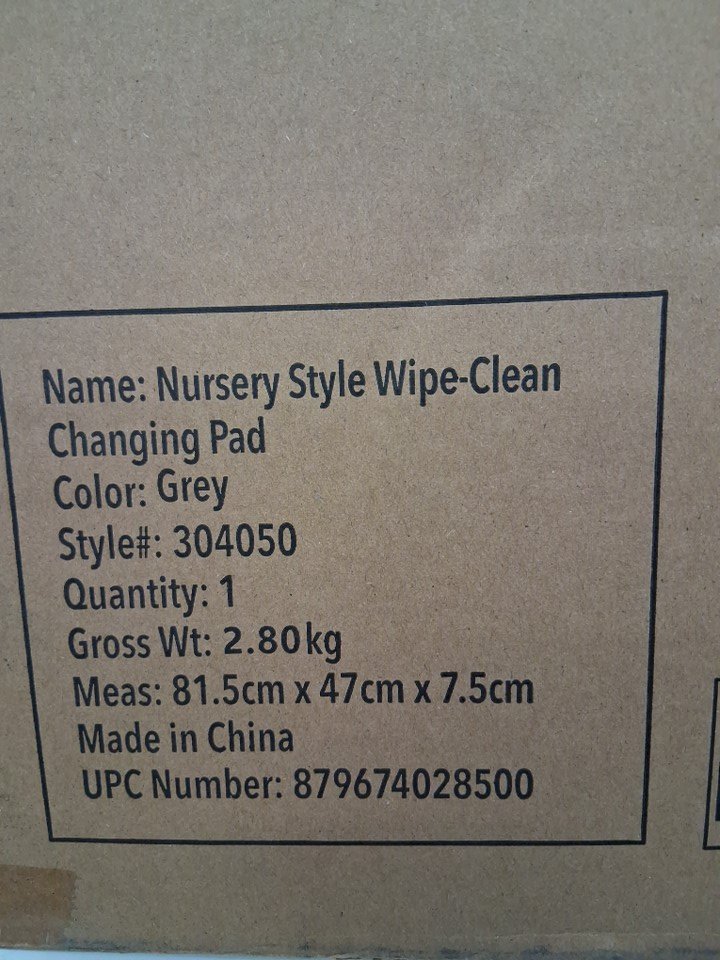 Name: Nursery Style Wipe-Clean
Changing Pad
Color: Grey
Style#: 304050
Quantity: 1
Gross Wt: 2.80kg
Meas: 81.5cm x 47cm x 7.5cm
Made in China
UPC Number: 879674028500